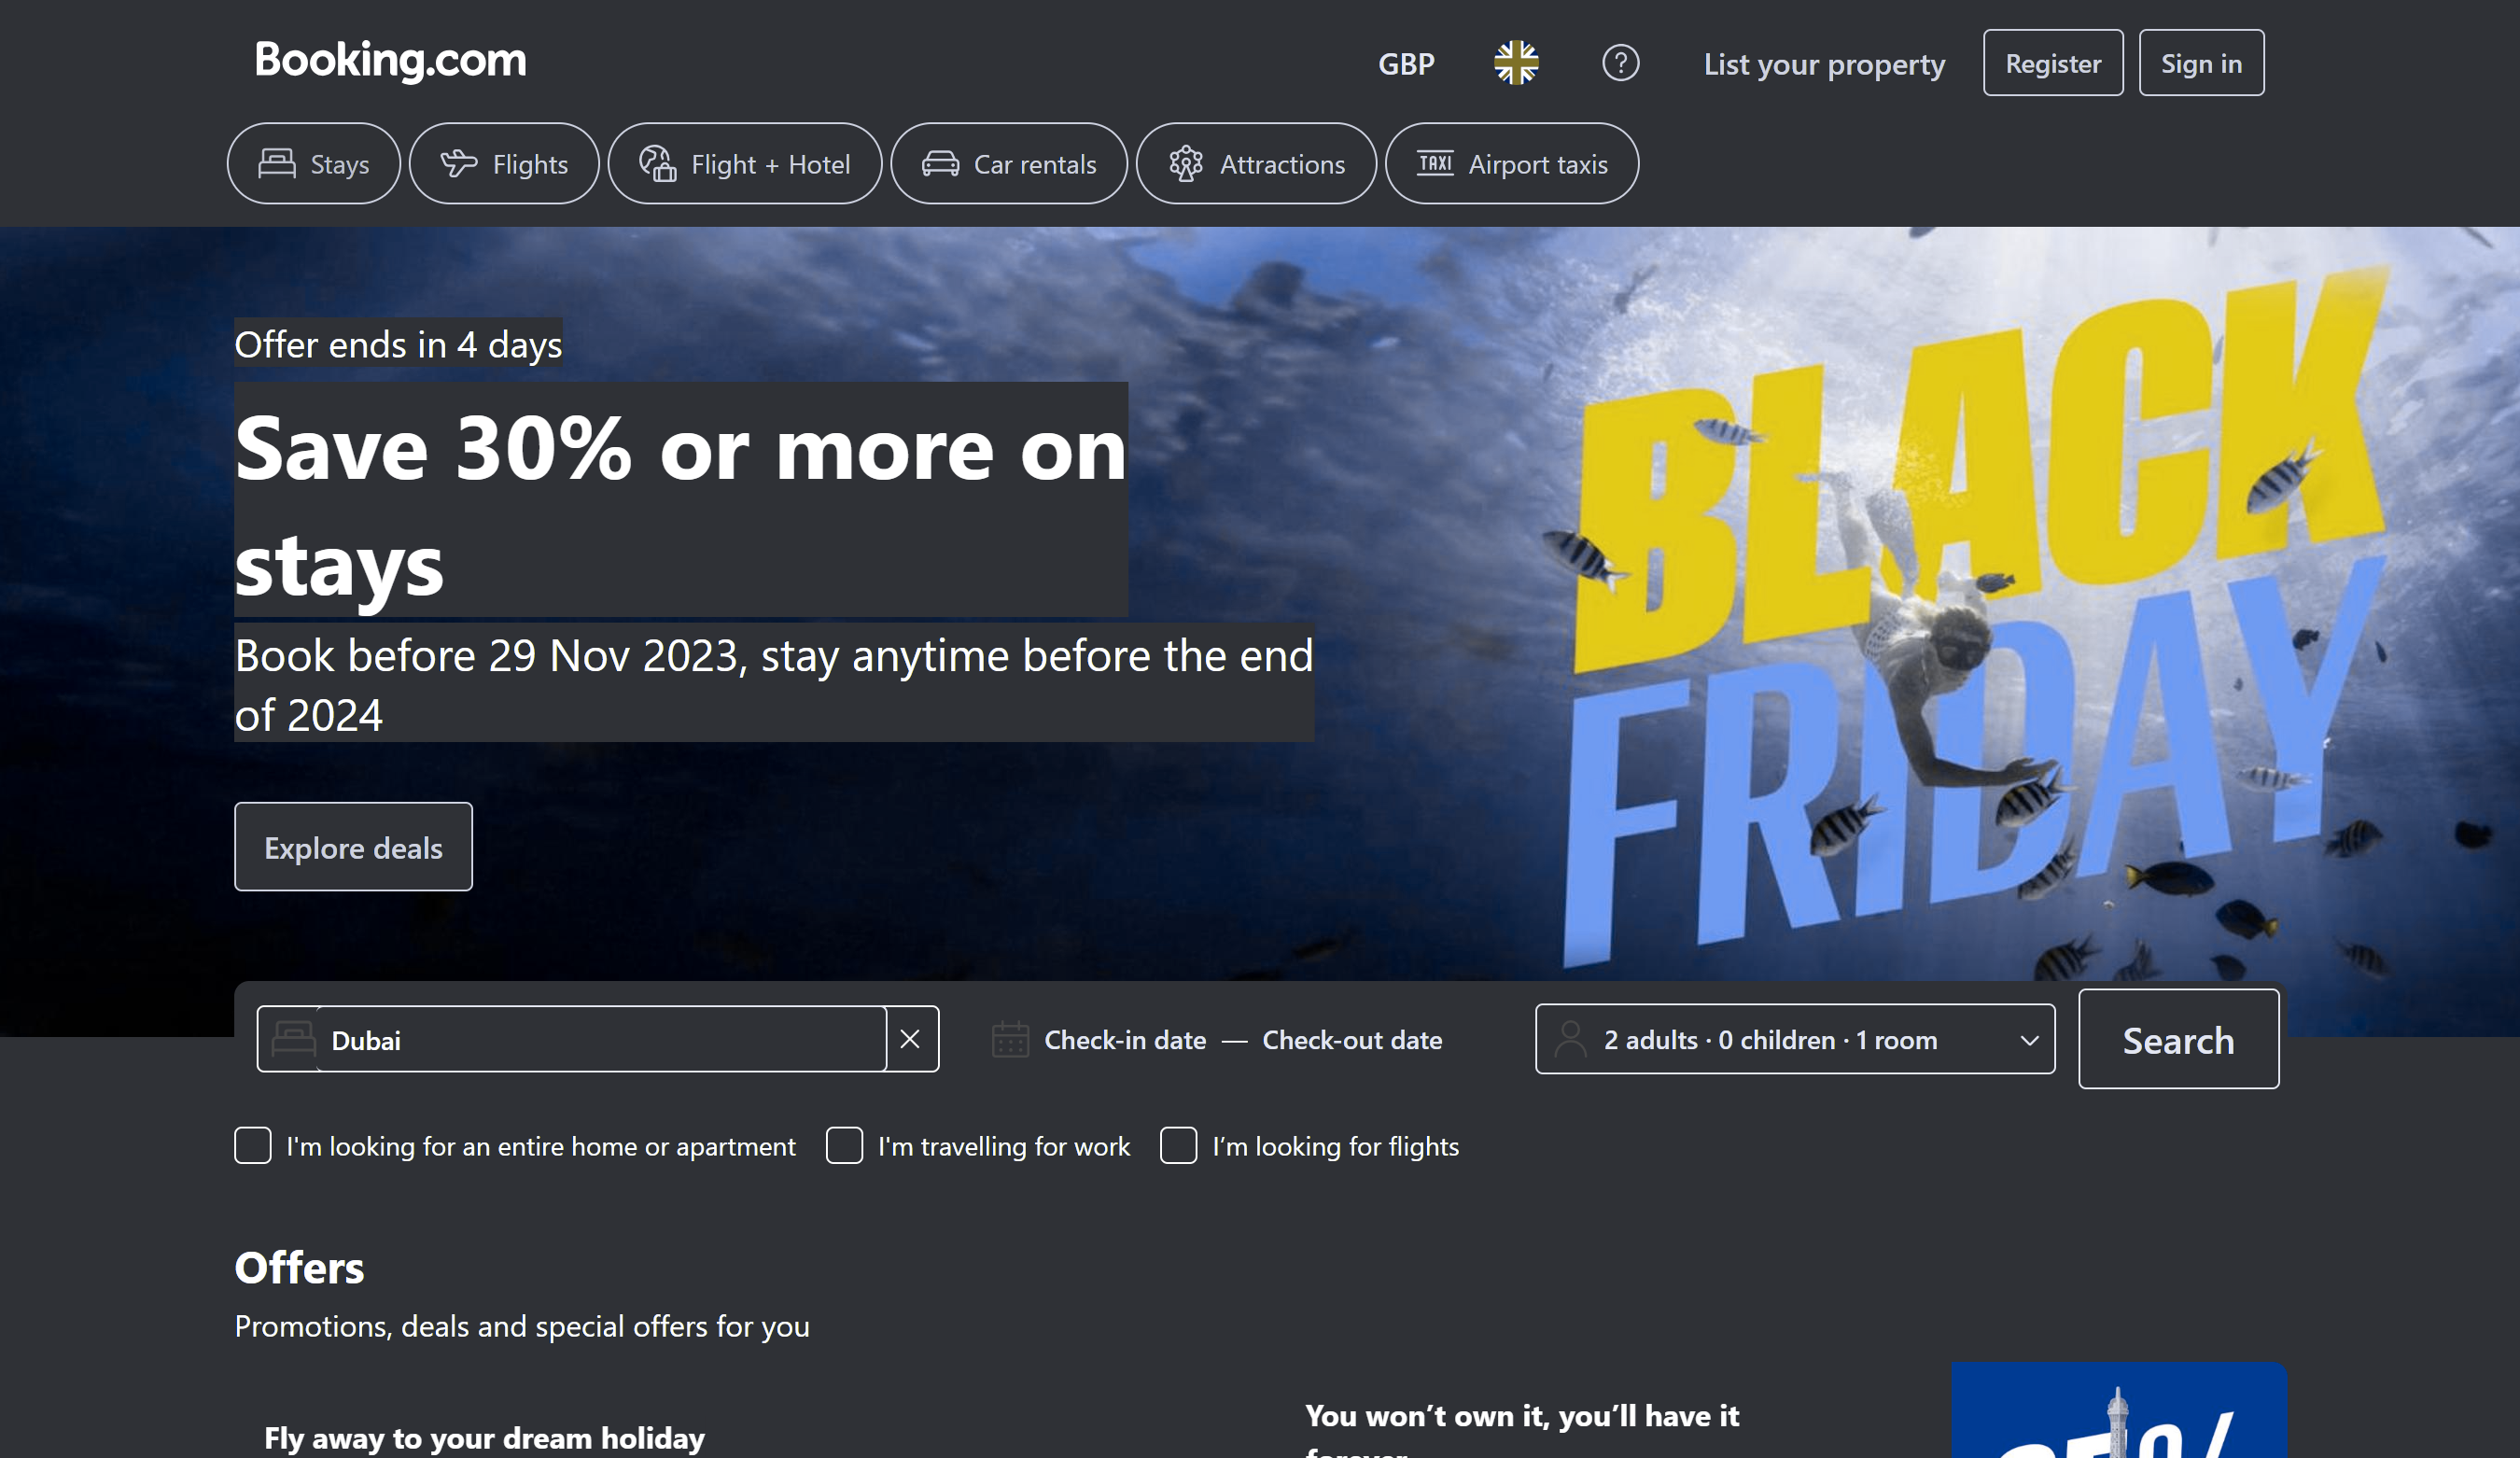 Booking.com
GBP
List your property
Register
Sign in
Stays
Flights
Flight + Hotel
Car rentals
Attractions
TAXI
Airport taxis
Offer ends in 4 days
Save 30% or more on
stays
Book before 29 Nov 2023, stay anytime before the end
of 2024
Explore deals
BLACK
FRIDAY
Dubai
Check-in date — Check-out date
2 adults · 0 children · 1 room
Search
I'm looking for an entire home or apartment
I'm travelling for work
I’m looking for flights
Offers
Promotions, deals and special offers for you
Fly away to your dream holiday
You won’t own it, you’ll have it